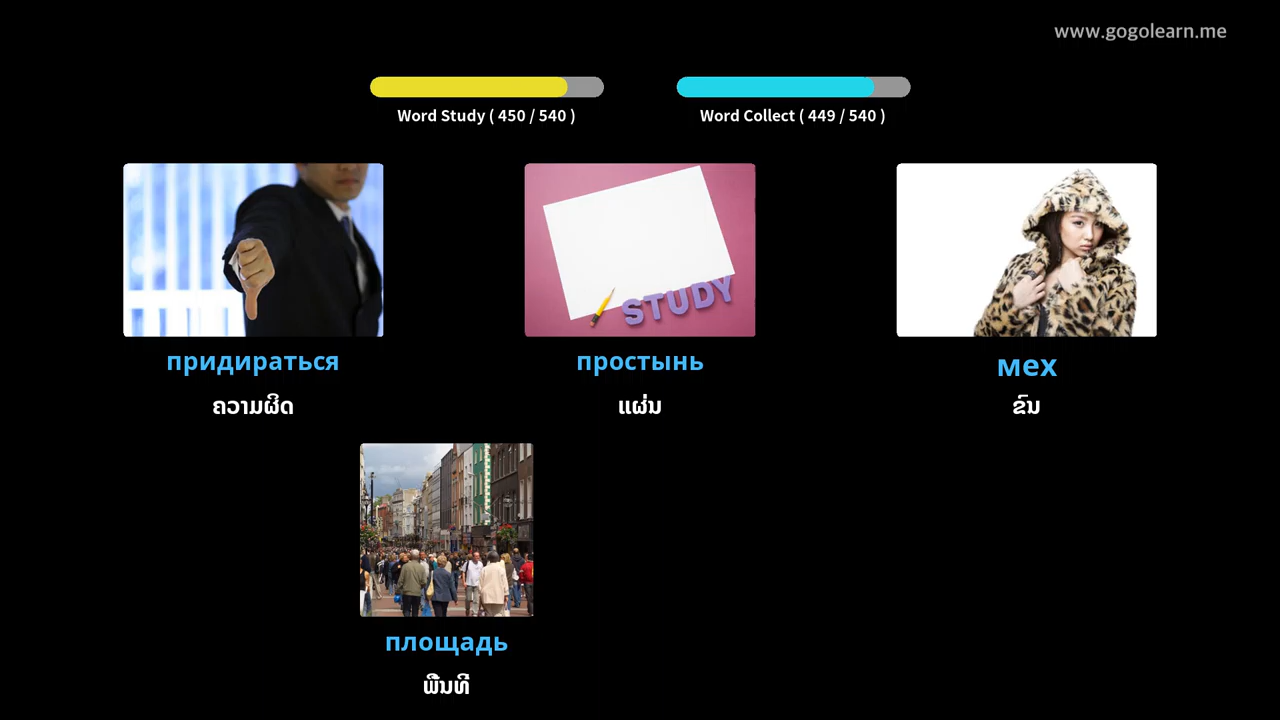 www.gogolearn.me
Word Study ( 450 / 540 )
Word Collect ( 449 / 540 )
STUDY
придираться
простынь
мех
ຄວາມຜິດ
ແຜ່ນ
ຂົນ
площадь
ພື້ນທີ່